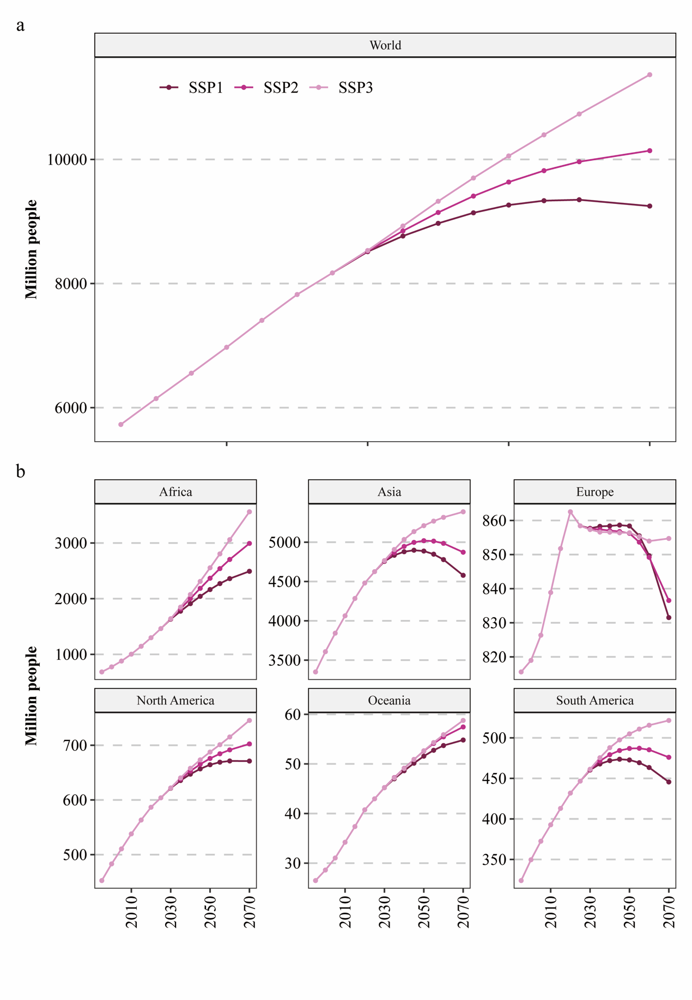 a
World
SSP1 SSP2 SSP3
10000
8000
6000
Million people
b
Africa Asia Europe
3000
2000
1000
5000
4500
4000
3500
860
850
840
830
820
Million people
North America Oceania South America
700
600
500
60
50
40
30
500
450
400
350
2010 2030 2050 2070 2010 2030 2050 2070 2010 2030 2050 2070